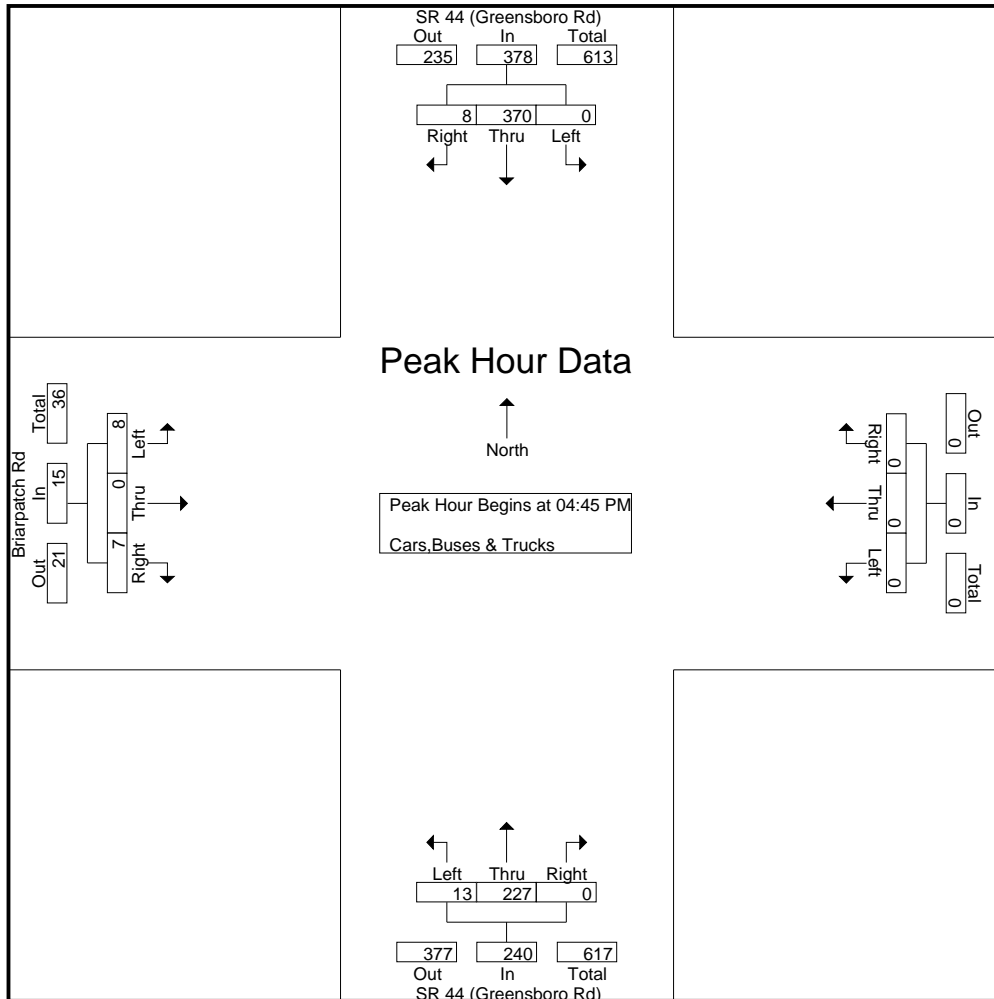 SR 44 (Greensboro Rd)
Out In Total
235 378 613
8 370 0
Right Thru Left
Peak Hour Data
North
Peak Hour Begins at 04:45 PM
Cars,Buses & Trucks
Briarpatch Rd
Out In Total
21 15 36
7 0 8
Right Thru Left
Out In Total
0 0 0
0 0 0
Right Thru Left
Left Thru Right
13 227 0
377 240 617
Out In Total
SR 44 (Greensboro Rd)